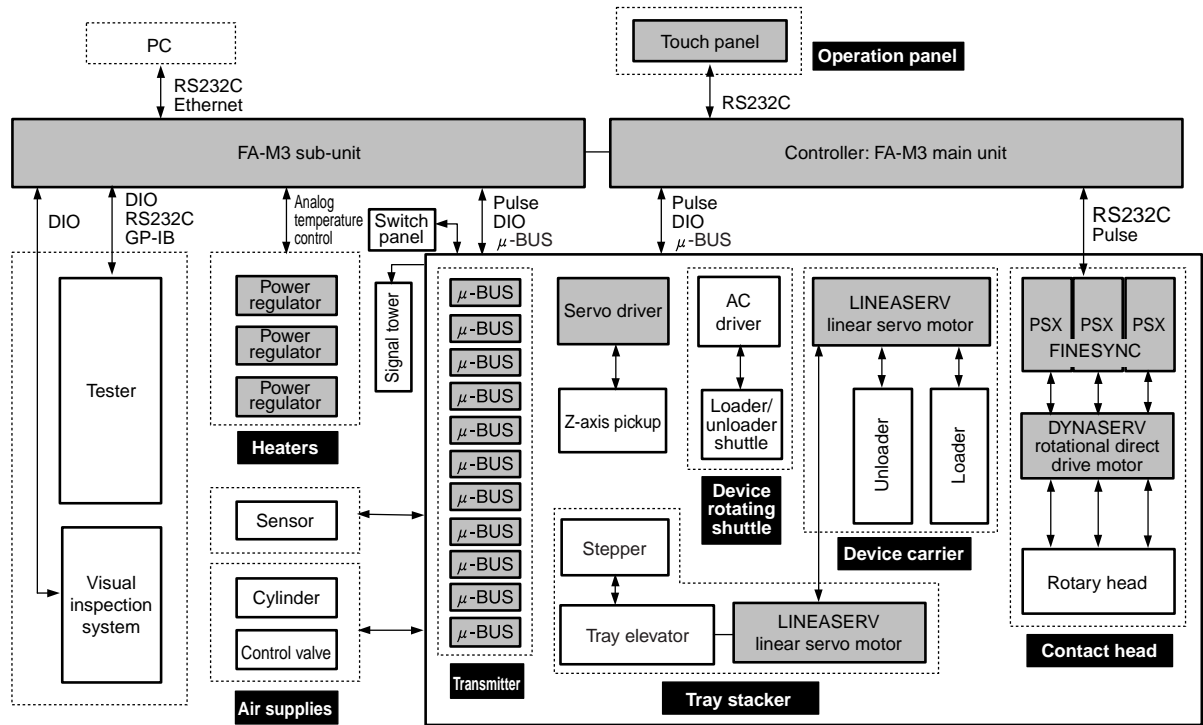 PC
Touch panel
Operation panel
RS232C
Ethernet
RS232C
FA-M3 sub-unit
Controller: FA-M3 main unit
DIO
DIO
RS232C
GP-IB
Analog
temperature
control
Switch
panel
Pulse
DIO
μ-BUS
Pulse
DIO
μ-BUS
RS232C
Pulse
Tester
Visual
inspection
system
Power
regulator
Power
regulator
Power
regulator
Heaters
Sensor
Cylinder
Control valve
Air supplies
Signal tower
μ-BUS
μ-BUS
μ-BUS
μ-BUS
μ-BUS
μ-BUS
μ-BUS
μ-BUS
μ-BUS
μ-BUS
μ-BUS
Transmitter
Servo driver
Z-axis pickup
AC
driver
Loader/
unloader
shuttle
Device
rotating
shuttle
LINEASERV
linear servo motor
Unloader
Loader
Device carrier
Stepper
Tray elevator
LINEASERV
linear servo motor
Tray stacker
PSX
PSX
PSX
FINESYNC
DYNASERV
rotational direct
drive motor
Rotary head
Contact head